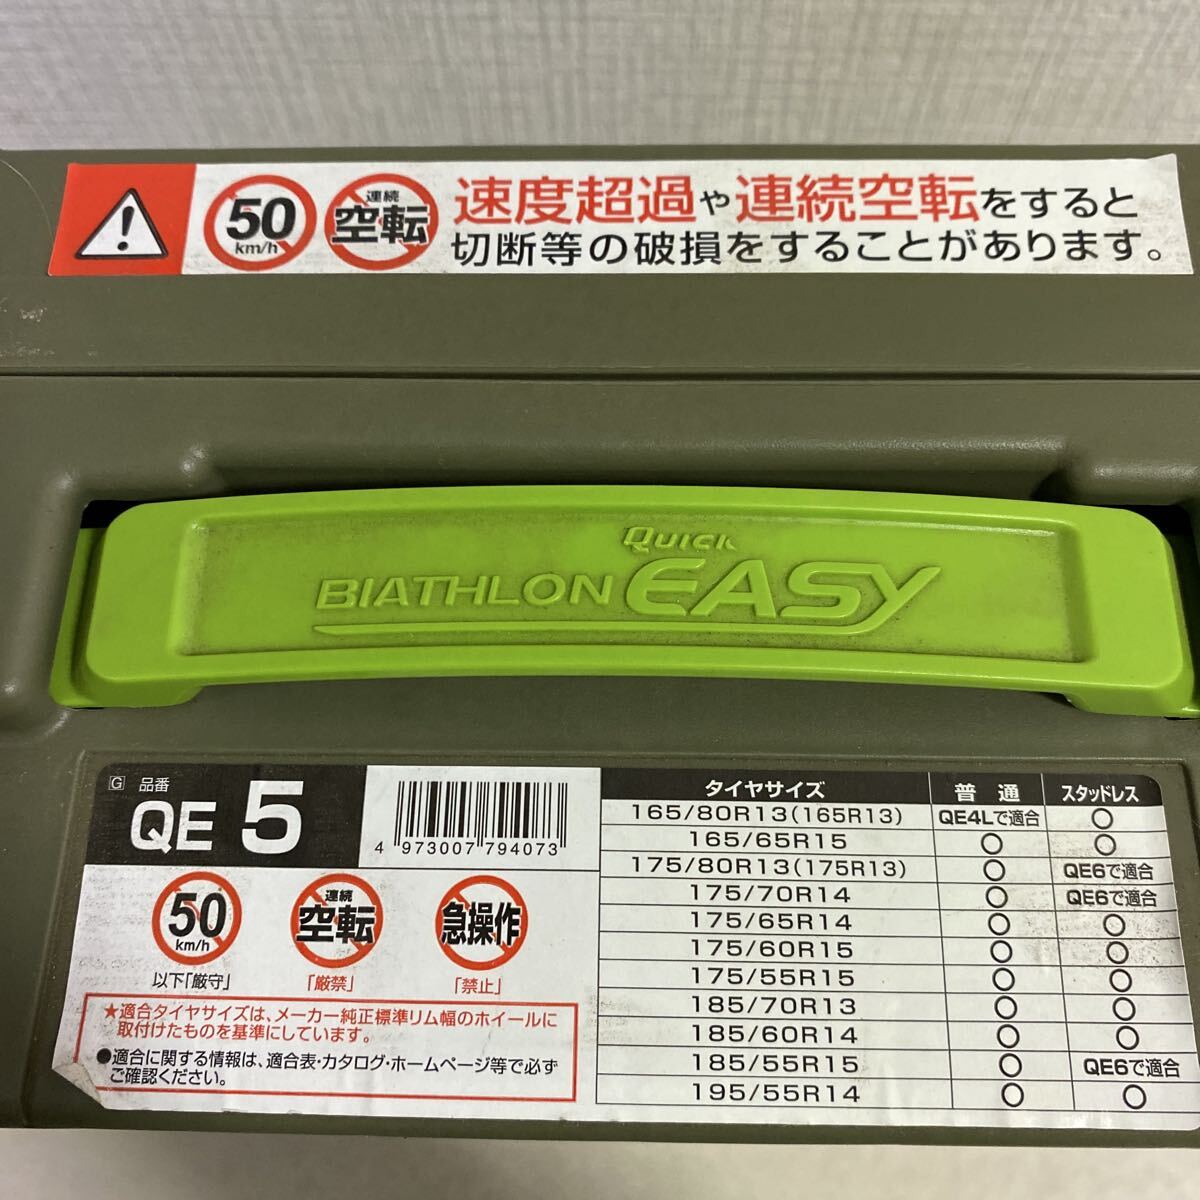 50
km/h
連続
空転
速度超過や連続空転をすると
切断等の破損をすることがあります。
QUICK
BIATHLON EASY
G 品番
QE 5
4 973007 794073
50
km/h
以下「厳守」
連続
空転
「厳禁」
急操作
「禁止」
★適合タイヤサイズは、メーカー純正標準リム幅のホイールに
取付けたものを基準にしています。
●適合に関する情報は、適合表・カタログ・ホームページ等で必ず
ご確認ください。
タイヤサイズ 普通 スタッドレス
165/80R13(165R13) QE4Lで適合 ○
165/65R15 ○ ○
175/80R13(175R13) ○ QE6で適合
175/70R14 ○ QE6で適合
175/65R14 ○ ○
175/60R15 ○ ○
175/55R15 ○ ○
185/70R13 ○ ○
185/60R14 ○ ○
185/55R15 ○ QE6で適合
195/55R14 ○ ○